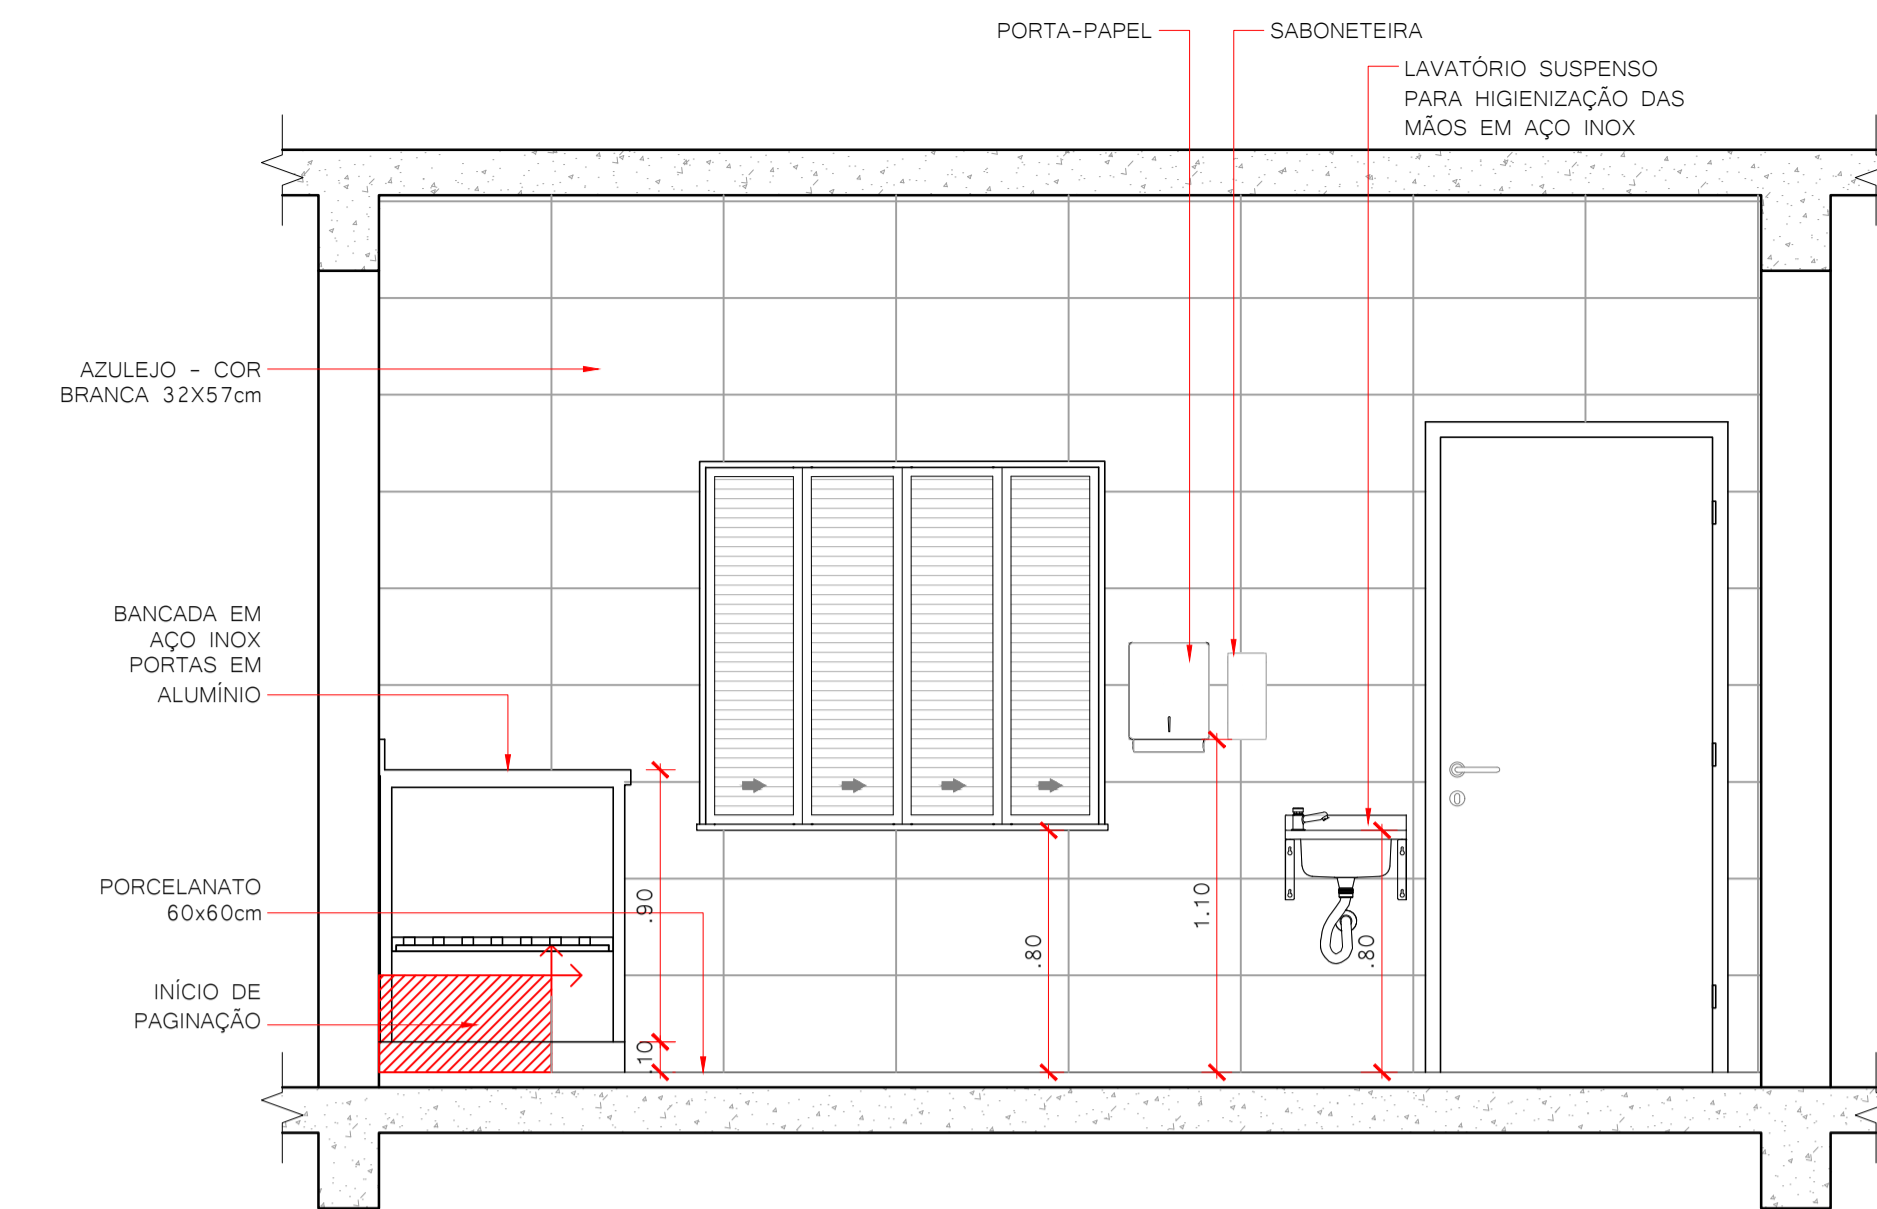 PORTA-PAPEL
SABONETEIRA
LAVATÓRIO SUSPENSO
PARA HIGIENIZAÇÃO DAS
MÃOS EM AÇO INOX
AZULEJO - COR
BRANCA 32X57cm
BANCADA EM
AÇO INOX
PORTAS EM
ALUMÍNIO
PORCELANATO
60x60cm
INÍCIO DE
PAGINAÇÃO
.90
.10
.80
1.10
.80